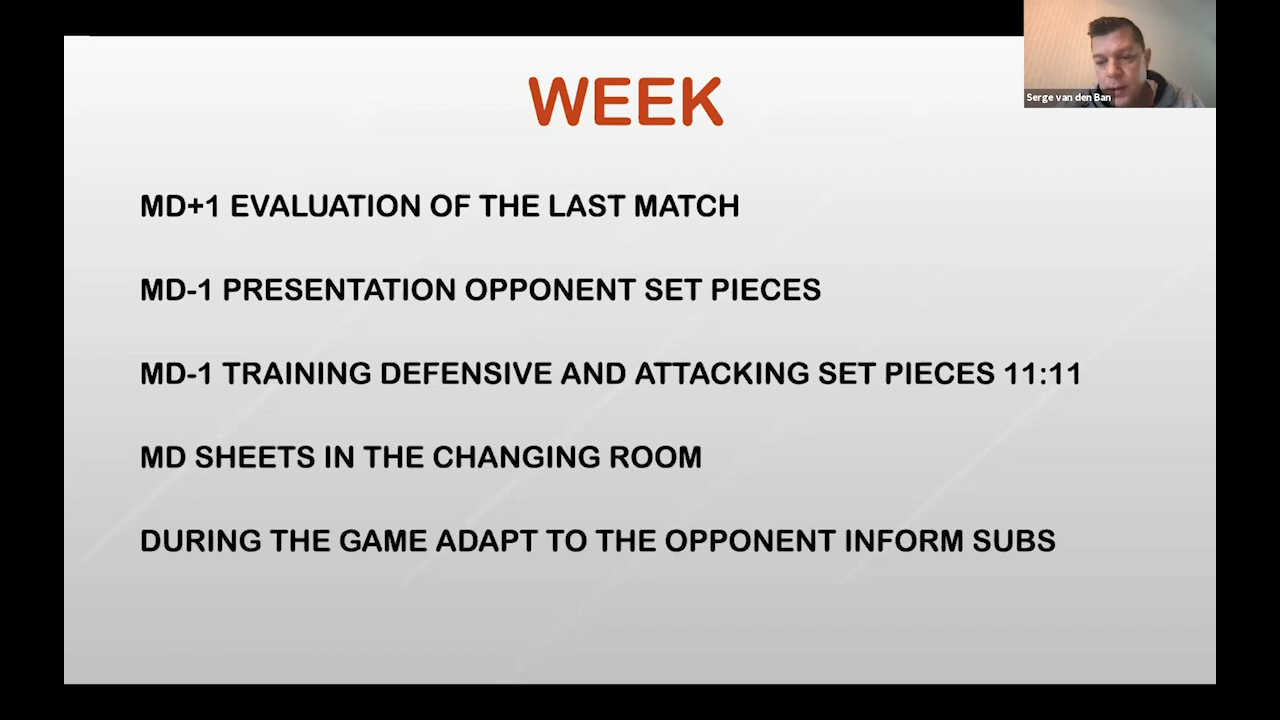 WEEK
Serge van den Ban
MD+1 EVALUATION OF THE LAST MATCH
MD-1 PRESENTATION OPPONENT SET PIECES
MD-1 TRAINING DEFENSIVE AND ATTACKING SET PIECES 11:11
MD SHEETS IN THE CHANGING ROOM
DURING THE GAME ADAPT TO THE OPPONENT INFORM SUBS